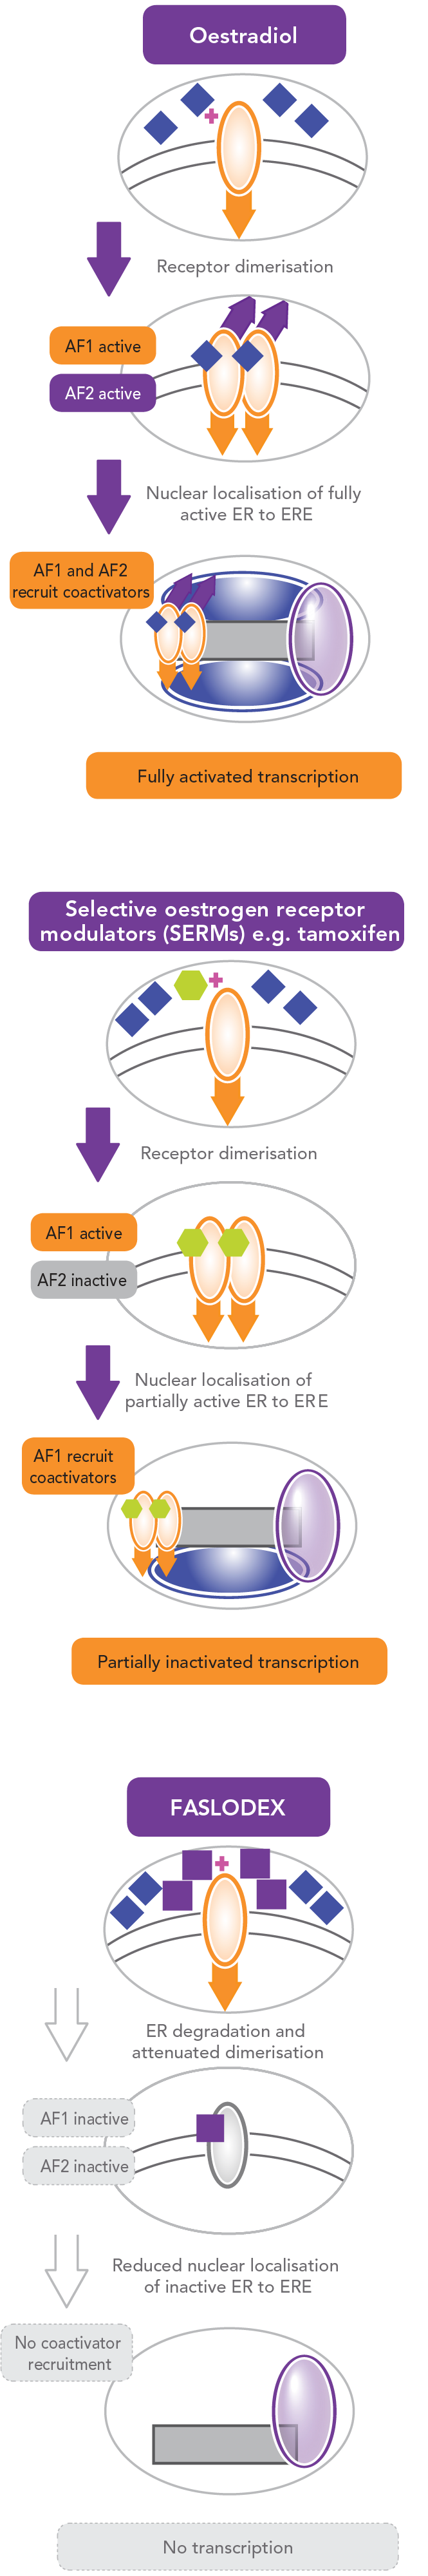 Oestradiol
Receptor dimerisation
AF1 active
AF2 active
Nuclear localisation of fully
active ER to ERE
AF1 and AF2
recruit coactivators
Fully activated transcription
Selective oestrogen receptor
modulators (SERMs) e.g. tamoxifen
Receptor dimerisation
AF1 active
AF2 inactive
Nuclear localisation of
partially active ER to ERE
AF1 recruit
coactivators
Partially inactivated transcription
FASLODEX
ER degradation and
attenuated dimerisation
AF1 inactive
AF2 inactive
Reduced nuclear localisation
of inactive ER to ERE
No coactivator
recruitment
No transcription